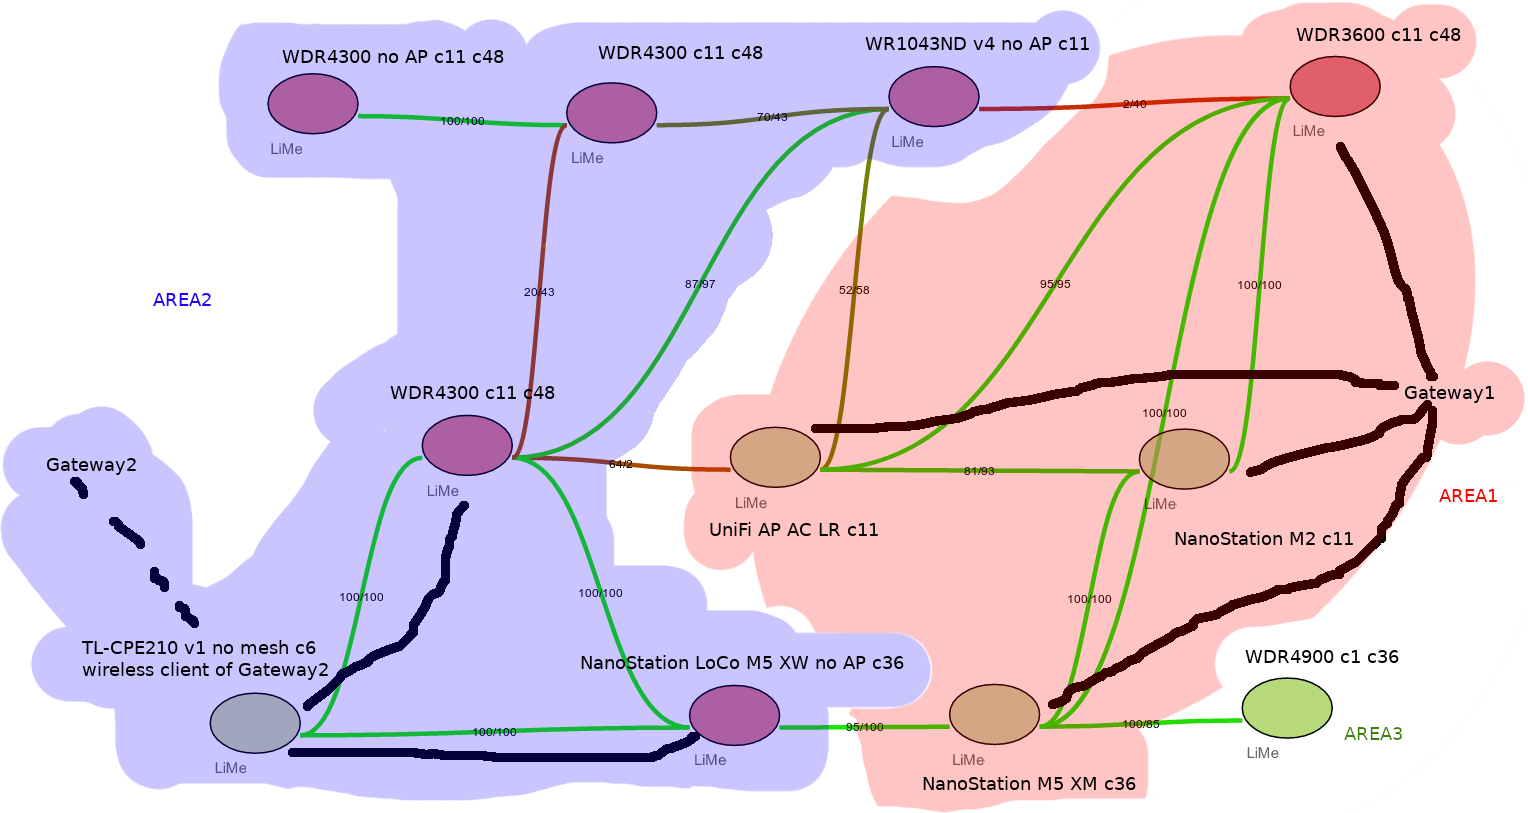 WDR4300 no AP c11 c48
WDR4300 c11 c48
WR1043ND v4 no AP c11
WDR3600 c11 c48
100/100
70/43
2/40
LiMe
LiMe
LiMe
LiMe
AREA2
20/43
87/97
52/58
95/95
100/100
WDR4300 c11 c48
Gateway1
100/100
Gateway2
64/2
81/93
LiMe
LiMe
LiMe
AREA1
UniFi AP AC LR c11
NanoStation M2 c11
100/100
100/100
100/100
TL-CPE210 v1 no mesh c6
wireless client of Gateway2
NanoStation LoCo M5 XW no AP c36
WDR4900 c1 c36
100/100
95/100
100/85
AREA3
LiMe
LiMe
LiMe
LiMe
NanoStation M5 XM c36